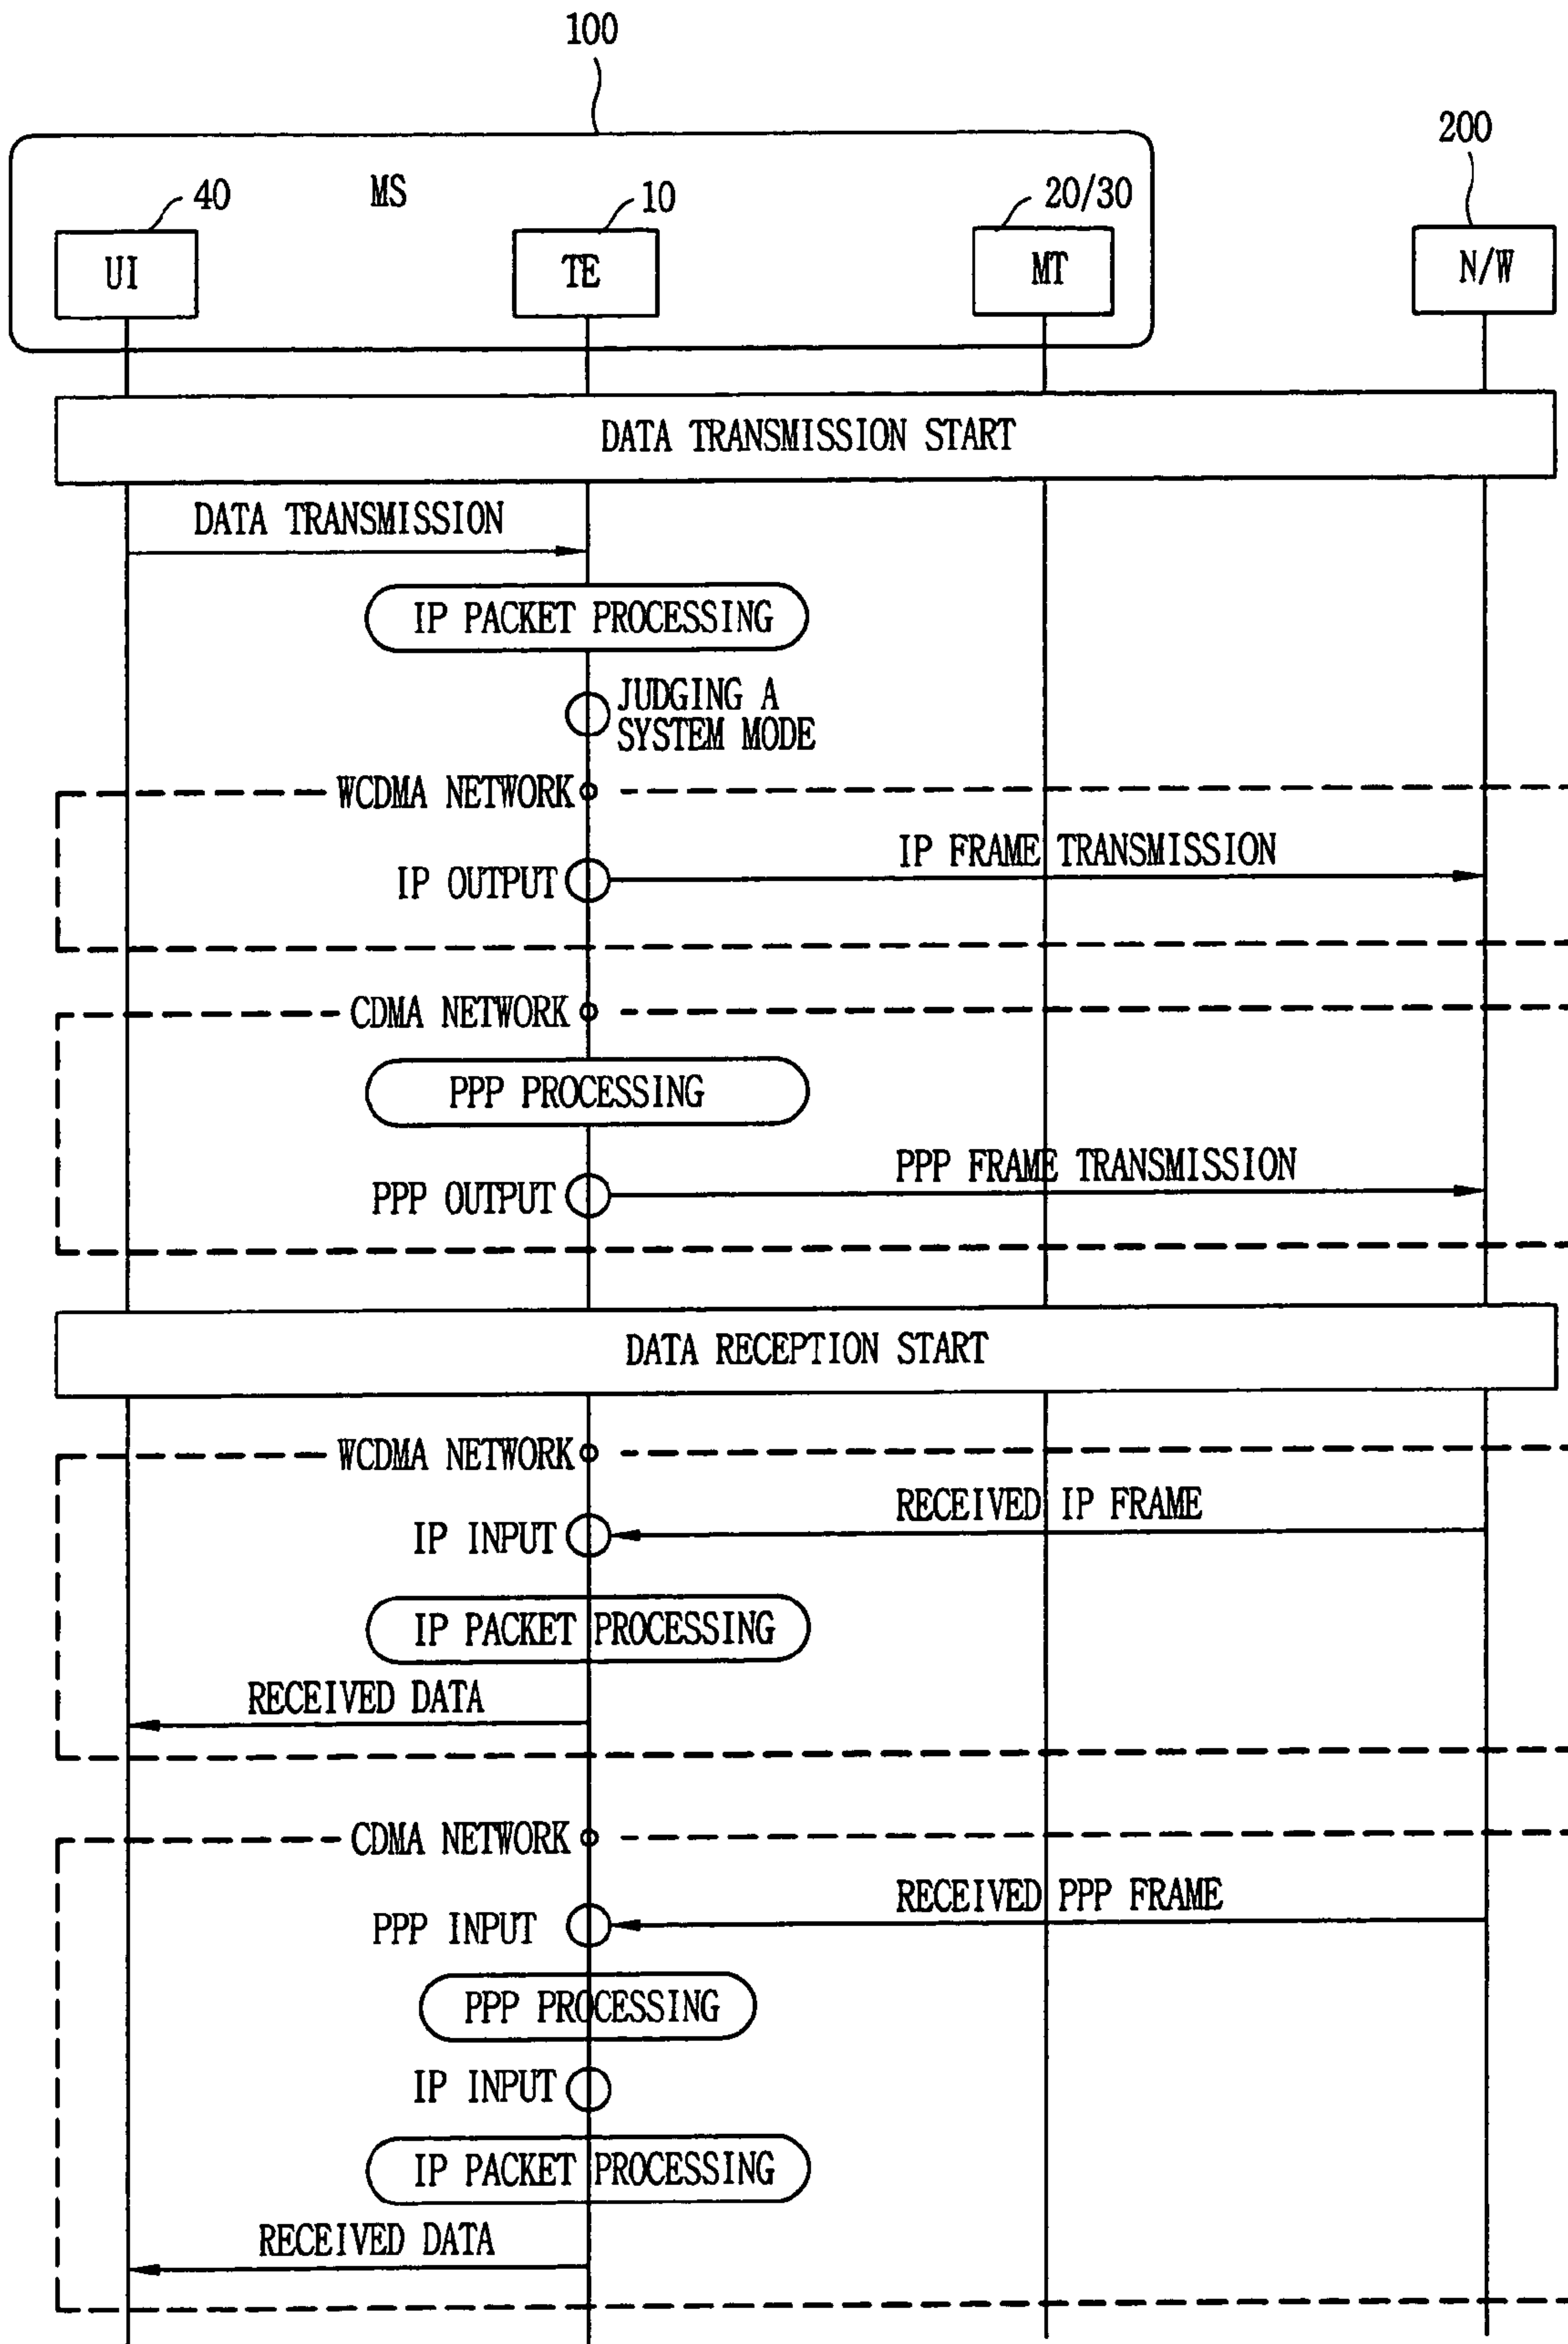 100
200
MS
40
10
20/30
UI
TE
MT
N/W
DATA TRANSMISSION START
DATA TRANSMISSION
IP PACKET PROCESSING
JUDGING A
SYSTEM MODE
WCDMA NETWORK
IP FRAME TRANSMISSION
IP OUTPUT
CDMA NETWORK
PPP PROCESSING
PPP FRAME TRANSMISSION
PPP OUTPUT
DATA RECEPTION START
WCDMA NETWORK
RECEIVED IP FRAME
IP INPUT
IP PACKET PROCESSING
RECEIVED DATA
CDMA NETWORK
RECEIVED PPP FRAME
PPP INPUT
PPP PROCESSING
IP INPUT
IP PACKET PROCESSING
RECEIVED DATA